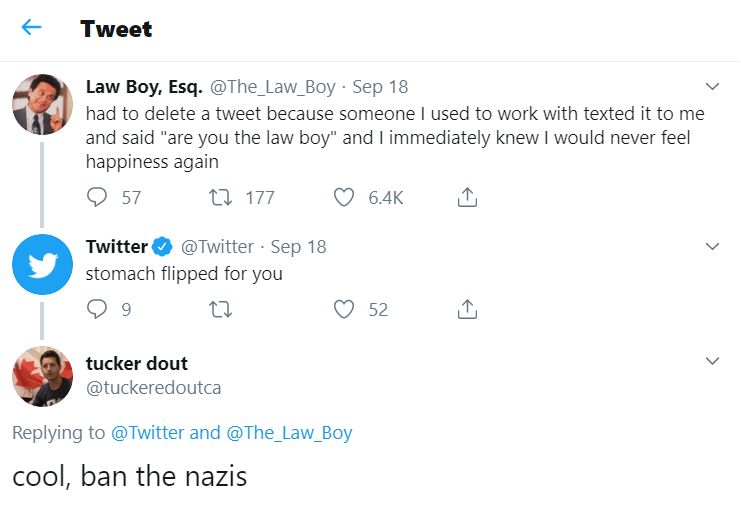 Tweet
Law Boy, Esq. @The_Law_Boy · Sep 18
had to delete a tweet because someone I used to work with texted it to me
and said "are you the law boy" and I immediately knew I would never feel
happiness again
57 177 6.4K
Twitter @Twitter · Sep 18
stomach flipped for you
9 52
tucker dout
@tuckeredoutca
Replying to @Twitter and @The_Law_Boy
cool, ban the nazis